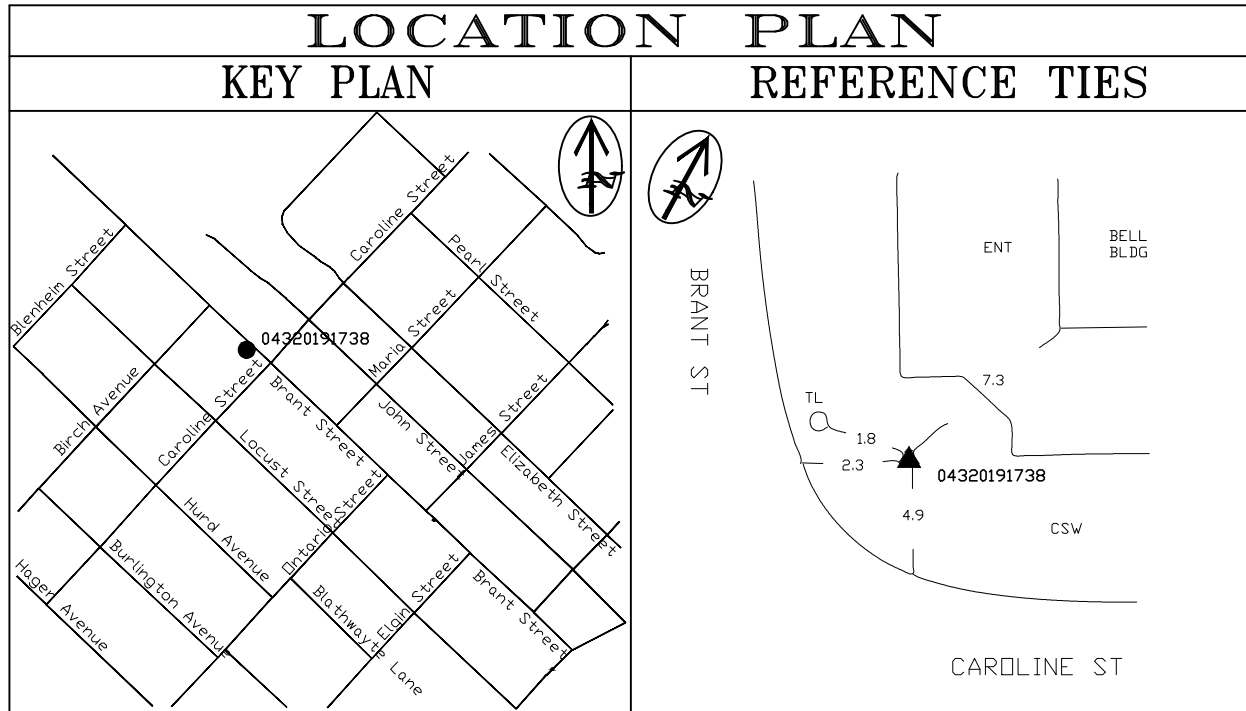 LOCATION PLAN
KEY PLAN
REFERENCE TIES
N
Caroline Street
Pearl Street
Blenheim Street
04320191738
Maria Street
Birch Avenue
Caroline Street
Brant Street
John Street
James Street
Locust Street
Elizabeth Street
Hurd Avenue
Ontario Street
Burlington Avenue
Hager Avenue
Blathwayte Lane
Elgin Street
Brant Street
N
BRANT ST
ENT
BELL
BLDG
7.3
TL
1.8
2.3
04320191738
4.9
CSW
CAROLINE ST